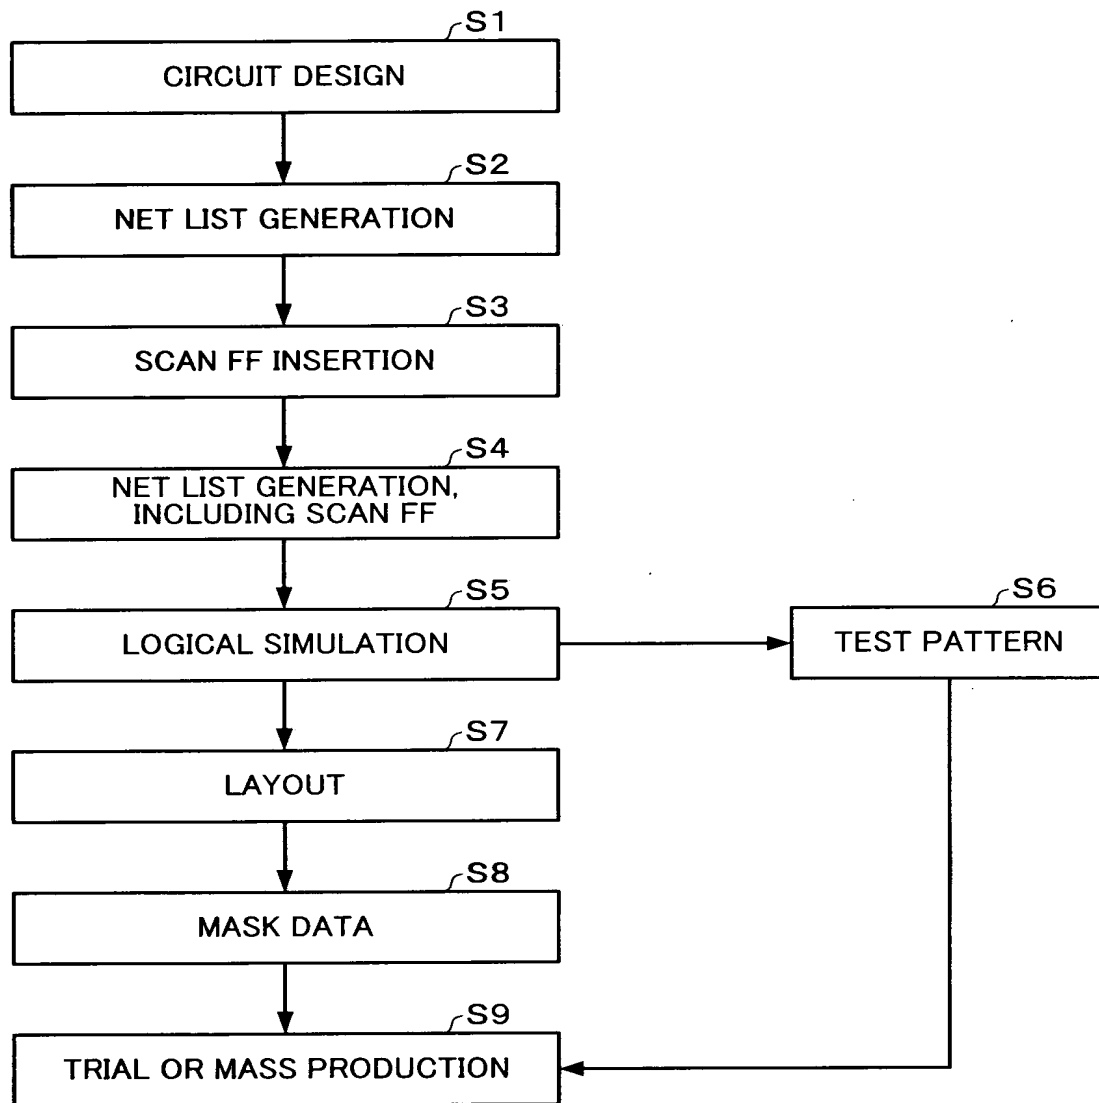 S1
CIRCUIT DESIGN
S2
NET LIST GENERATION
S3
SCAN FF INSERTION
S4
NET LIST GENERATION,
INCLUDING SCAN FF
S5
LOGICAL SIMULATION
S6
TEST PATTERN
S7
LAYOUT
S8
MASK DATA
S9
TRIAL OR MASS PRODUCTION